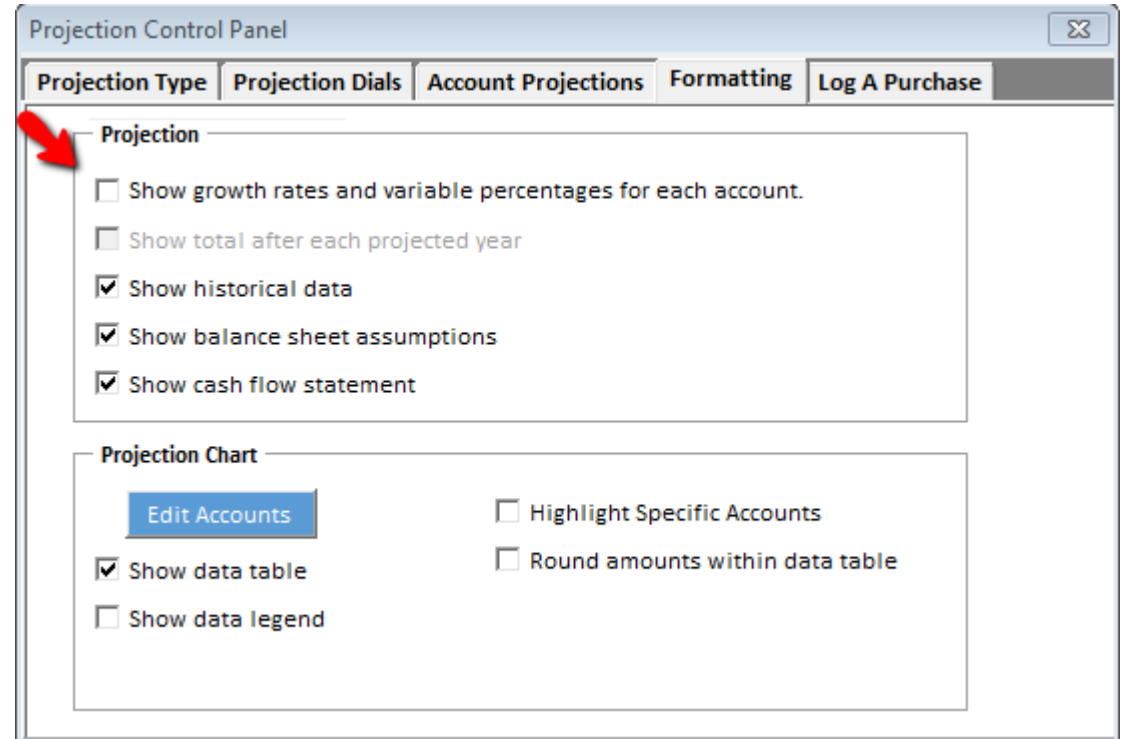 Projection Control Panel
Projection Type Projection Dials Account Projections Formatting Log A Purchase
Projection
Show growth rates and variable percentages for each account.
Show total after each projected year
Show historical data
Show balance sheet assumptions
Show cash flow statement
Projection Chart
Edit Accounts
Highlight Specific Accounts
Show data table
Round amounts within data table
Show data legend